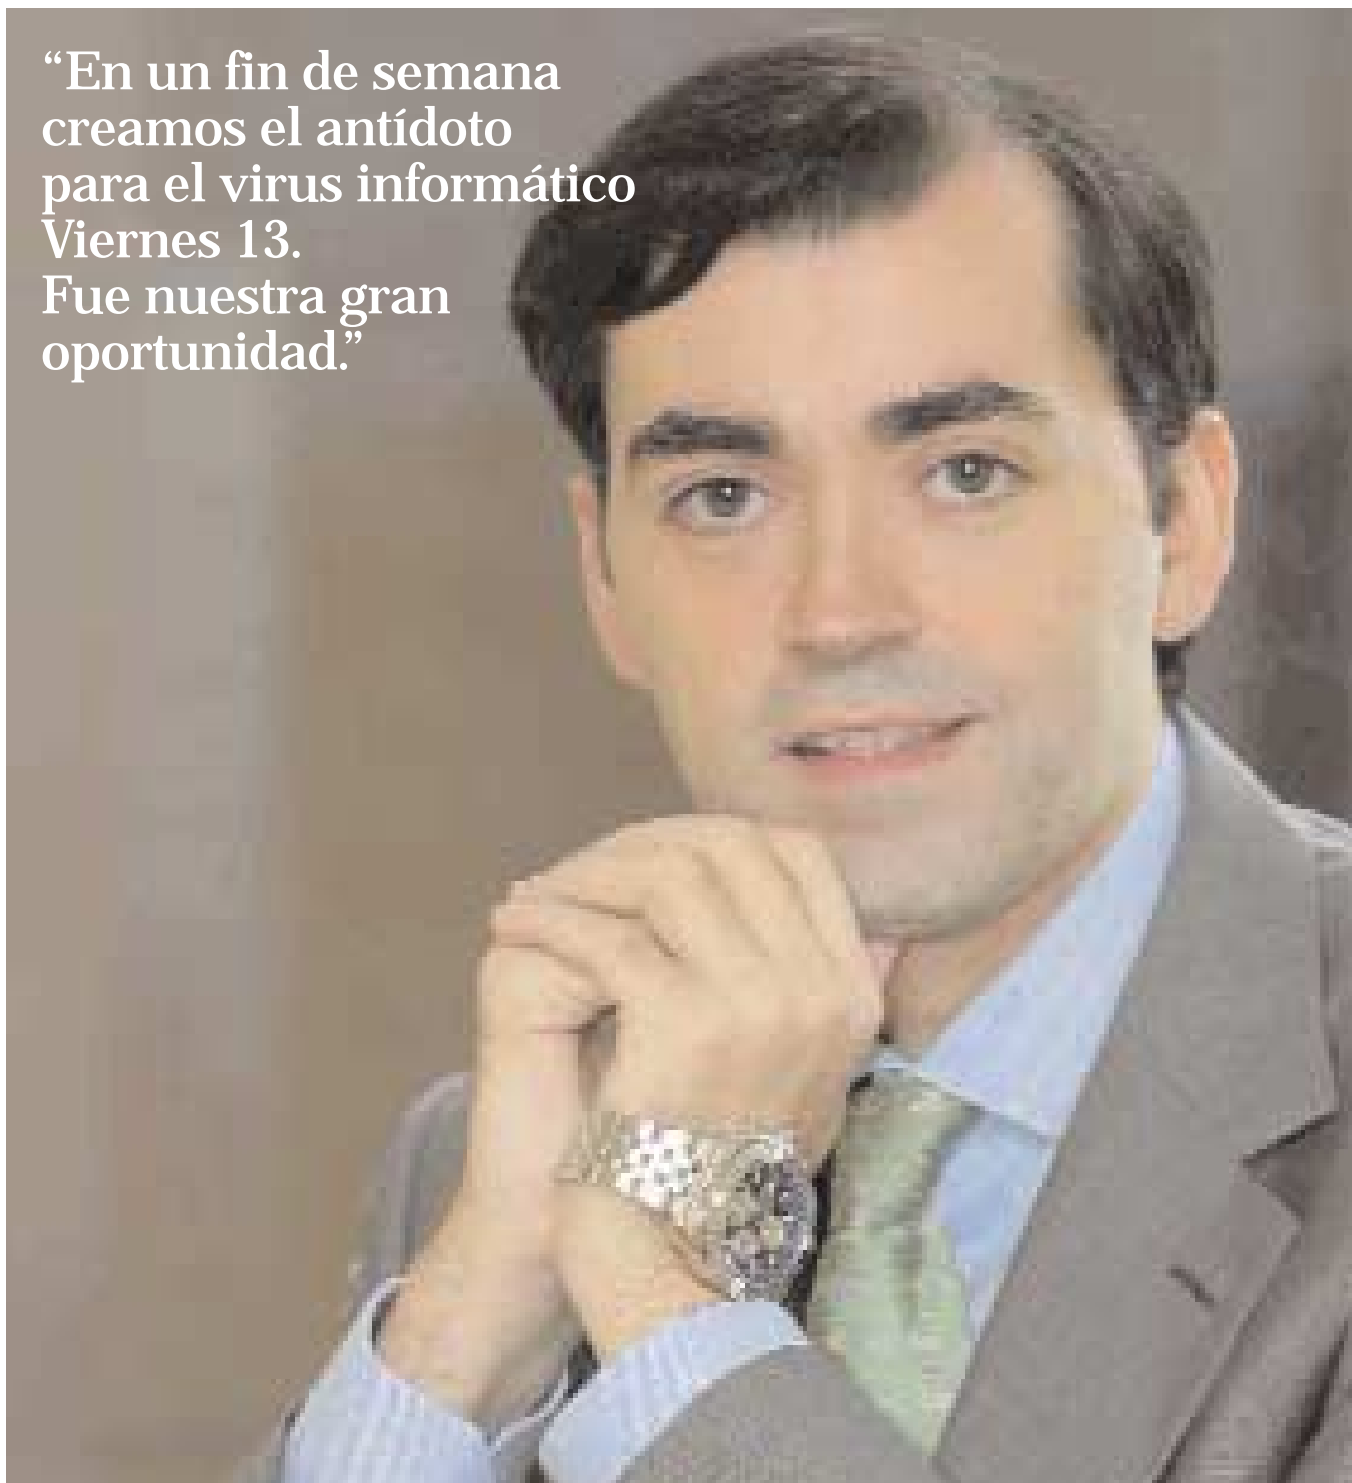 “En un fin de semana
creamos el antídoto
para el virus informático
Viernes 13.
Fue nuestra gran
oportunidad.”